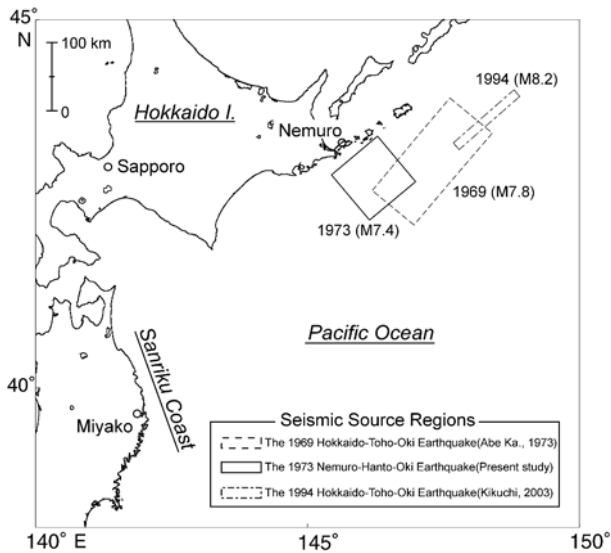 45°
N
100 km
0
Hokkaido I.
Nemuro
Sapporo
1994 (M8.2)
1969 (M7.8)
1973 (M7.4)
Pacific Ocean
Sanriku Coast
40°
Miyako
Seismic Source Regions
The 1969 Hokkaido-Toho-Oki Earthquake(Abe Ka., 1973)
The 1973 Nemuro-Hanto-Oki Earthquake(Present study)
The 1994 Hokkaido-Toho-Oki Earthquake(Kikuchi, 2003)
140° E
145°
150°